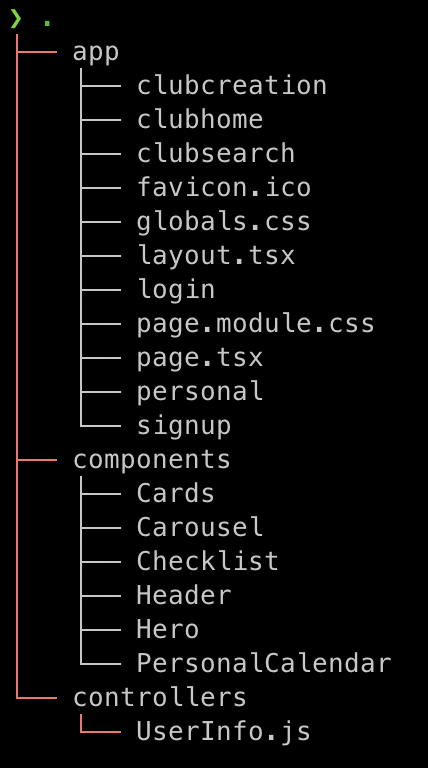 ❯ .
app
clubcreation
clubhome
clubsearch
favicon.ico
globals.css
layout.tsx
login
page.module.css
page.tsx
personal
signup
components
Cards
Carousel
Checklist
Header
Hero
PersonalCalendar
controllers
UserInfo.js